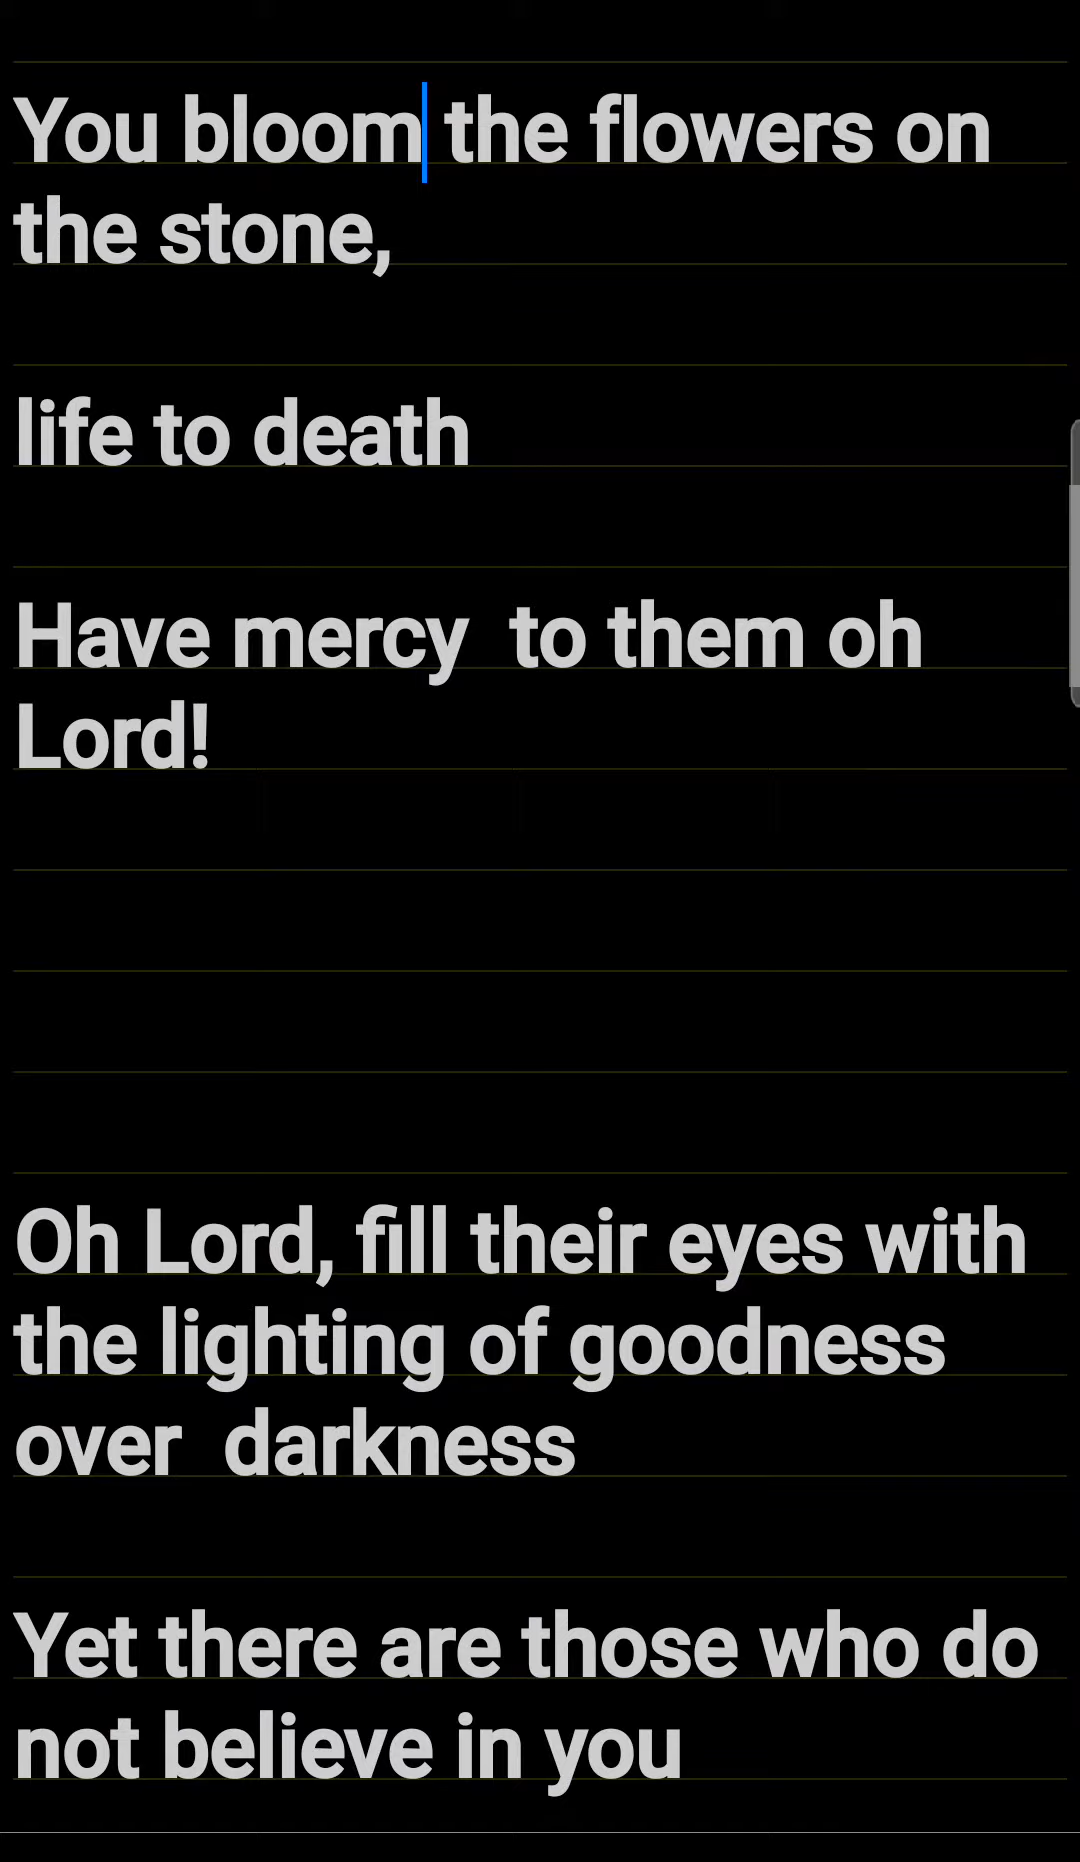 You bloom the flowers on
the stone,
life to death
Have mercy  to them oh
Lord!
Oh Lord, fill their eyes with
the lighting of goodness
over  darkness
Yet there are those who do
not believe in you